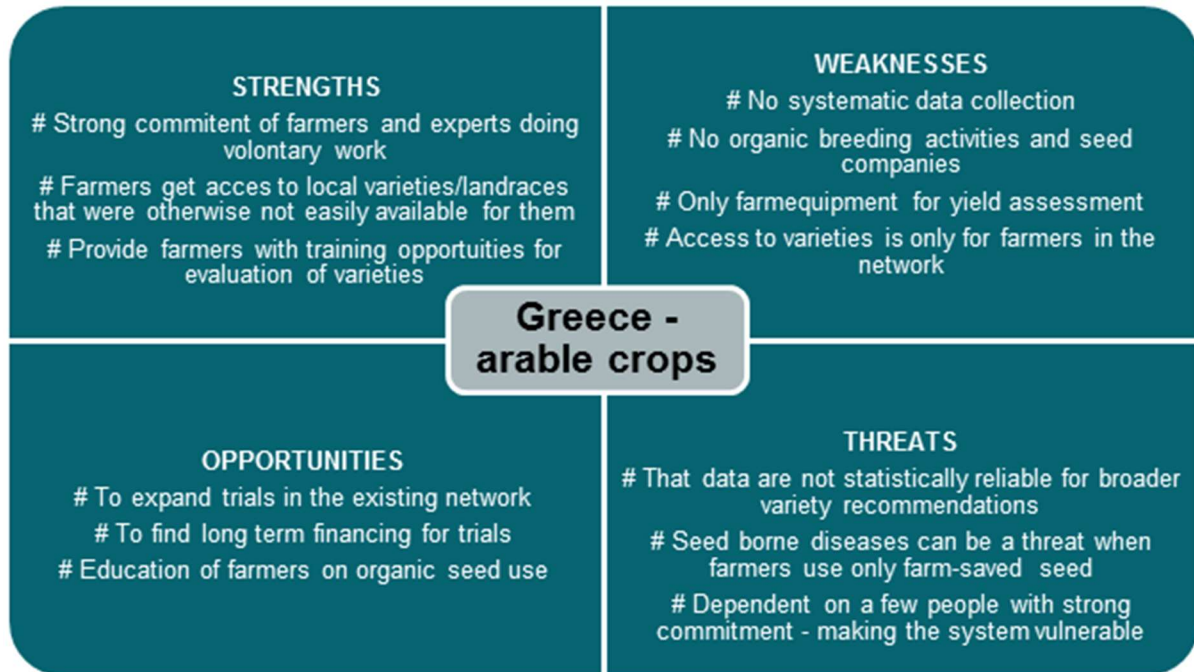 STRENGTHS
# Strong commitent of farmers and experts doing
volontary work
# Farmers get acces to local varieties/landraces
that were otherwise not easily available for them
# Provide farmers with training opportuities for
evaluation of varieties
WEAKNESSES
# No systematic data collection
# No organic breeding activities and seed
companies
# Only farmequipment for yield assessment
# Access to varieties is only for farmers in the
network
Greece -
arable crops
OPPORTUNITIES
# To expand trials in the existing network
# To find long term financing for trials
# Education of farmers on organic seed use
THREATS
# That data are not statistically reliable for broader
variety recommendations
# Seed borne diseases can be a threat when
farmers use only farm-saved seed
# Dependent on a few people with strong
commitment - making the system vulnerable